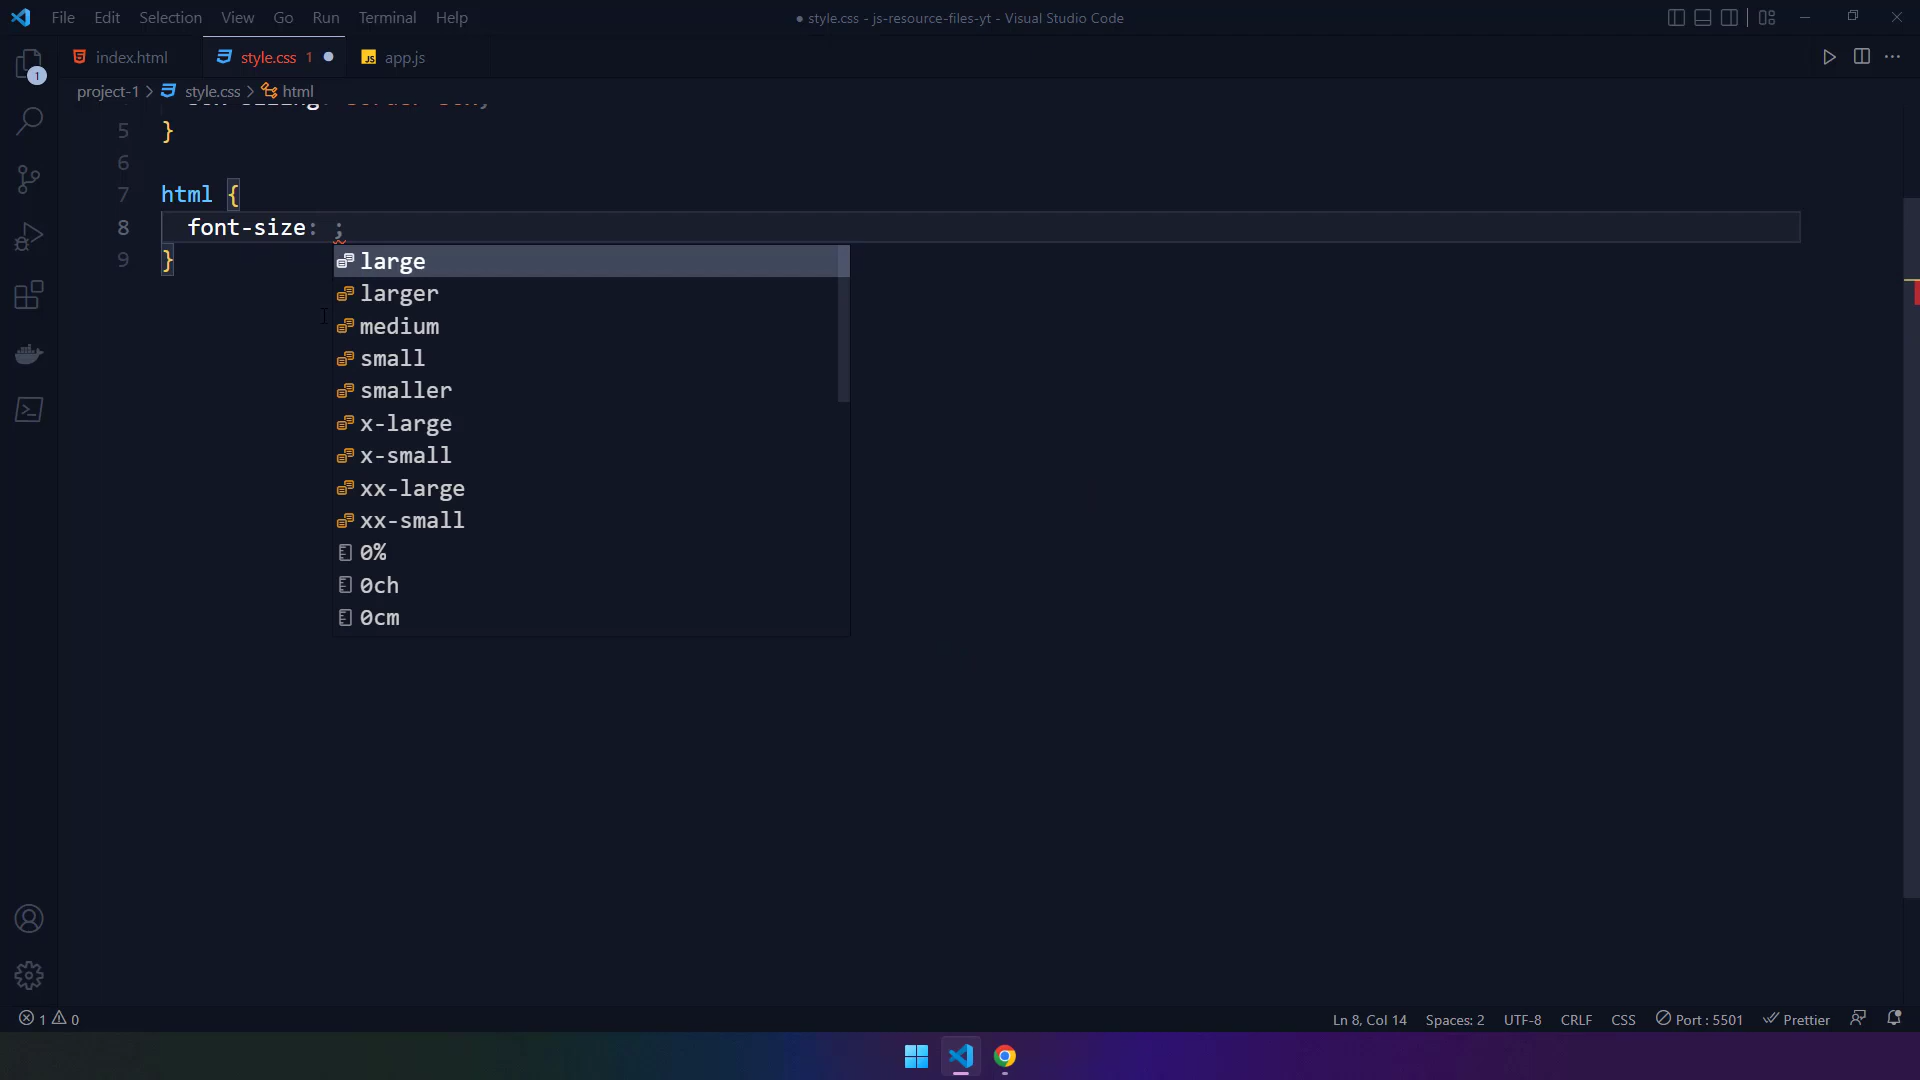 File Edit Selection View Go Run Terminal Help
● style.css - js-resource-files-yt - Visual Studio Code
index.html
style.css 1 ●
JS app.js
1
project-1 > style.css > html
5 }
6
7 html {
8 font-size: ;
9 }
large
larger
medium
small
smaller
x-large
x-small
xx-large
xx-small
0%
0ch
0cm
1 0
Ln 8, Col 14 Spaces: 2 UTF-8 CRLF CSS Port : 5501 Prettier